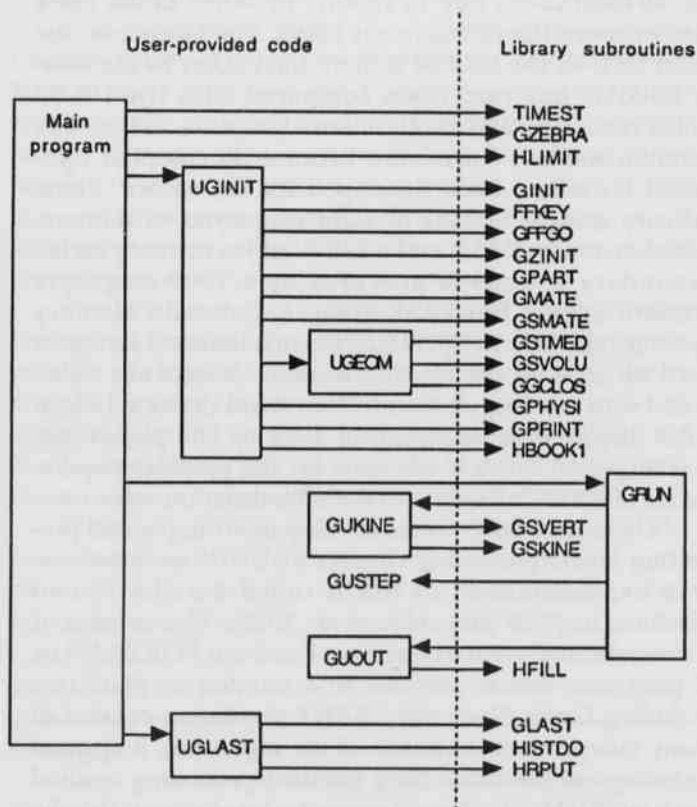 User-provided code
Library subroutines
Main
program
TIMEST
GZEBRA
HLIMIT
UGINIT
GINIT
FFKEY
GFFGO
GZINIT
GPART
GMATE
GSMATE
UGEOM
GSTMED
GSVOLU
GGCLOS
GPHYSI
GPRINT
HBOOK1
GRUN
GUKINE
GSVERT
GSKINE
GUSTEP
GUOUT
HFILL
UGLAST
GLAST
HISTDO
HRPUT